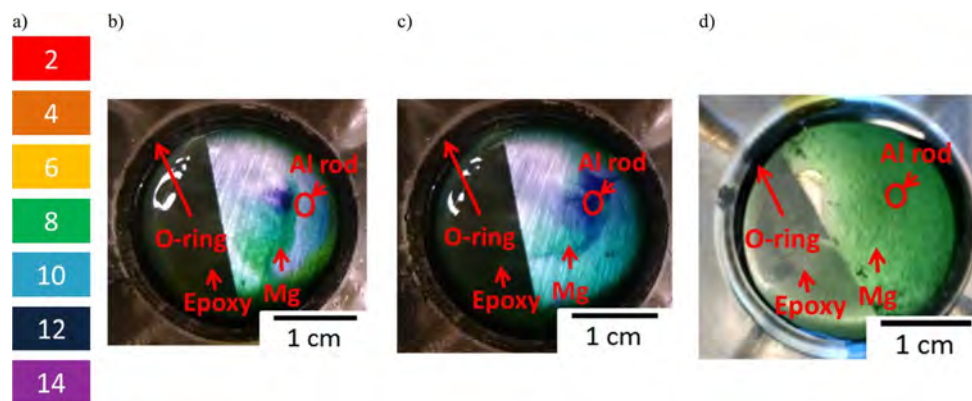 a)
2
4
6
8
10
12
14
b)
Al rod
O-ring
Mg
Epoxy
1 cm
c)
Al rod
O-ring
Mg
Epoxy
1 cm
d)
Al rod
O-ring
Mg
Epoxy
1 cm